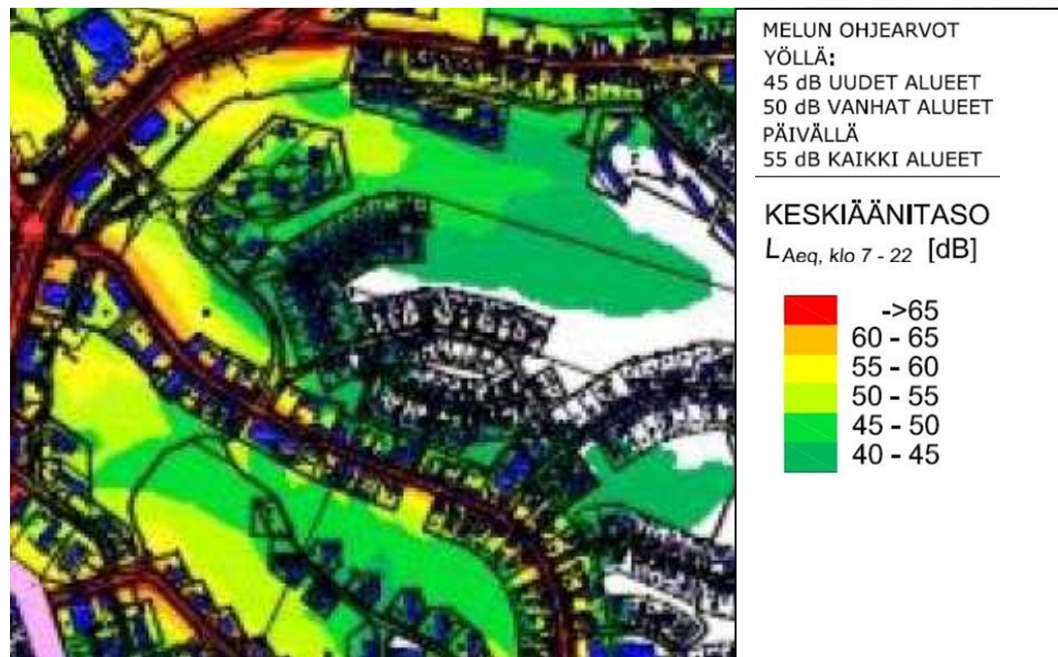 MELUN OHJEARVOT
YÖLLÄ:
45 dB UUDET ALUEET
50 dB VANHAT ALUEET
PÄIVÄLLÄ
55 dB KAIKKI ALUEET
KESKIÄÄNITASO
LAeq, klo 7 - 22 [dB]
->65
60 - 65
55 - 60
50 - 55
45 - 50
40 - 45